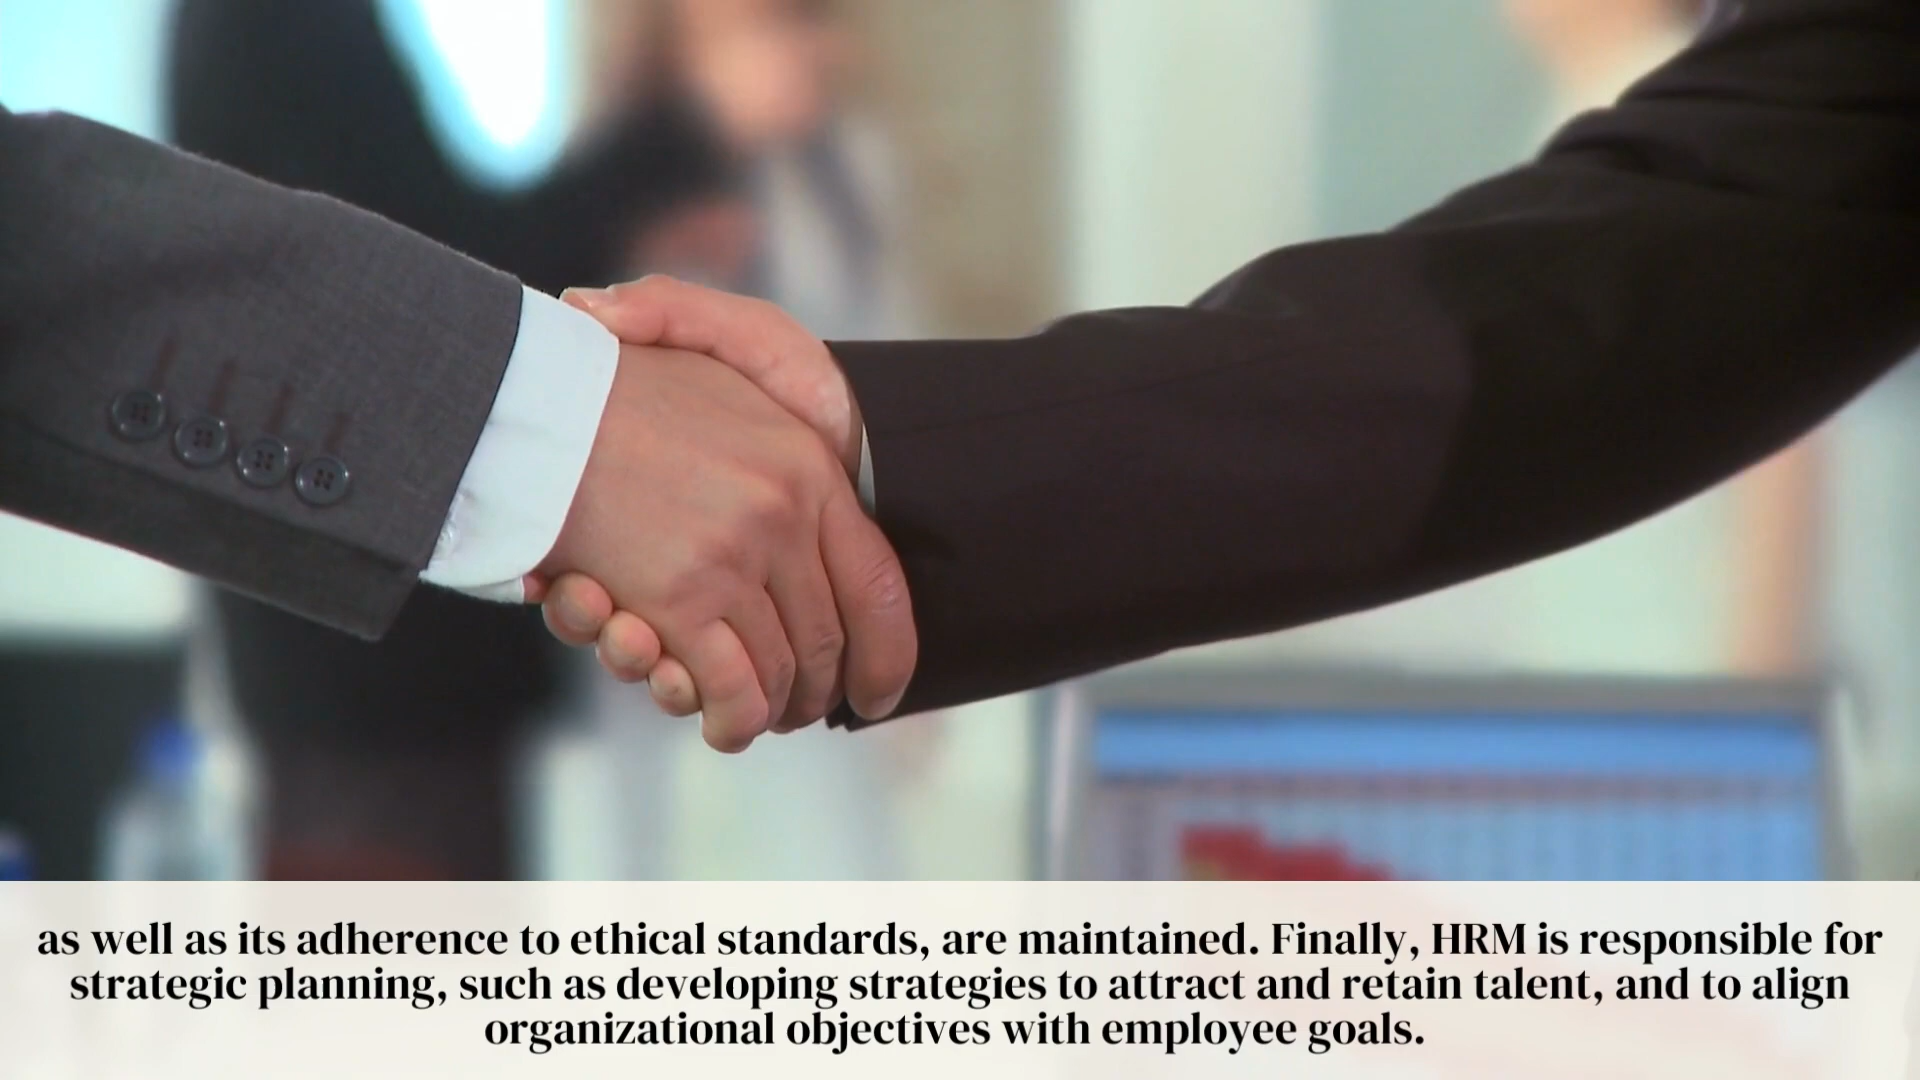 as well as its adherence to ethical standards, are maintained. Finally, HRM is responsible for
strategic planning, such as developing strategies to attract and retain talent, and to align
organizational objectives with employee goals.